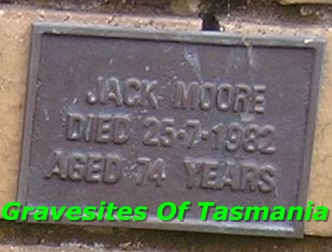 JACK MOORE
DIED 25·7·1982
AGED 74 YEARS
Gravesites Of Tasmania